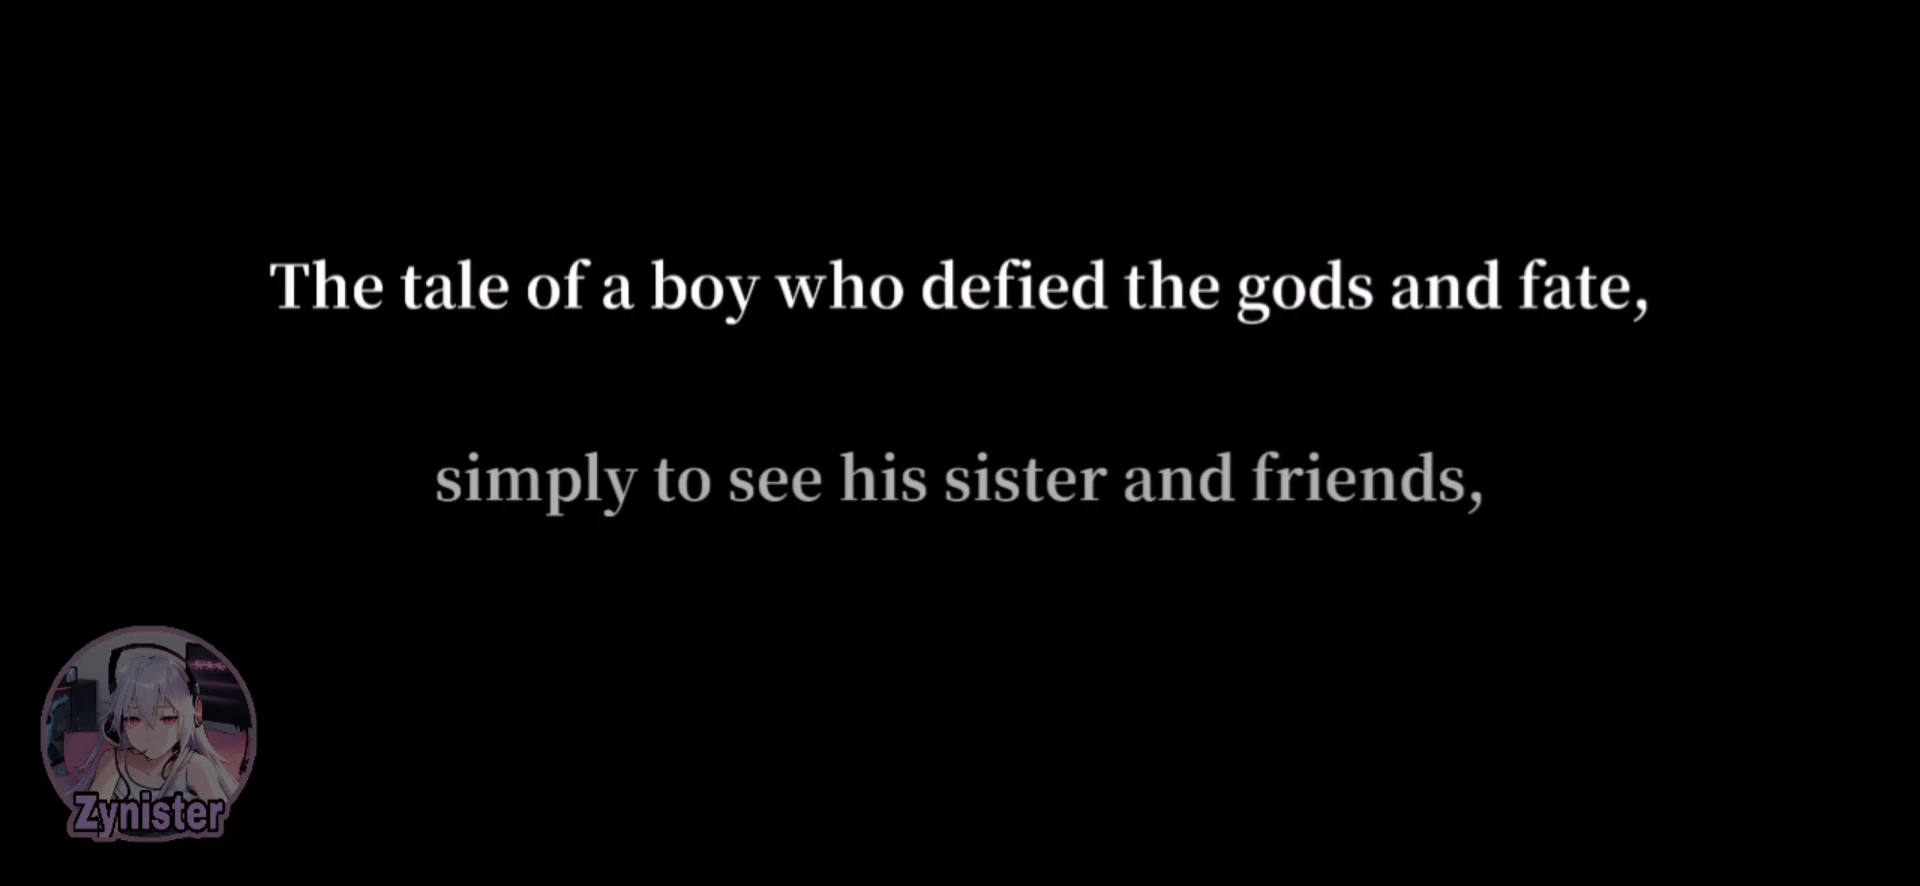 The tale of a boy who defied the gods and fate,
simply to see his sister and friends,
Zynister